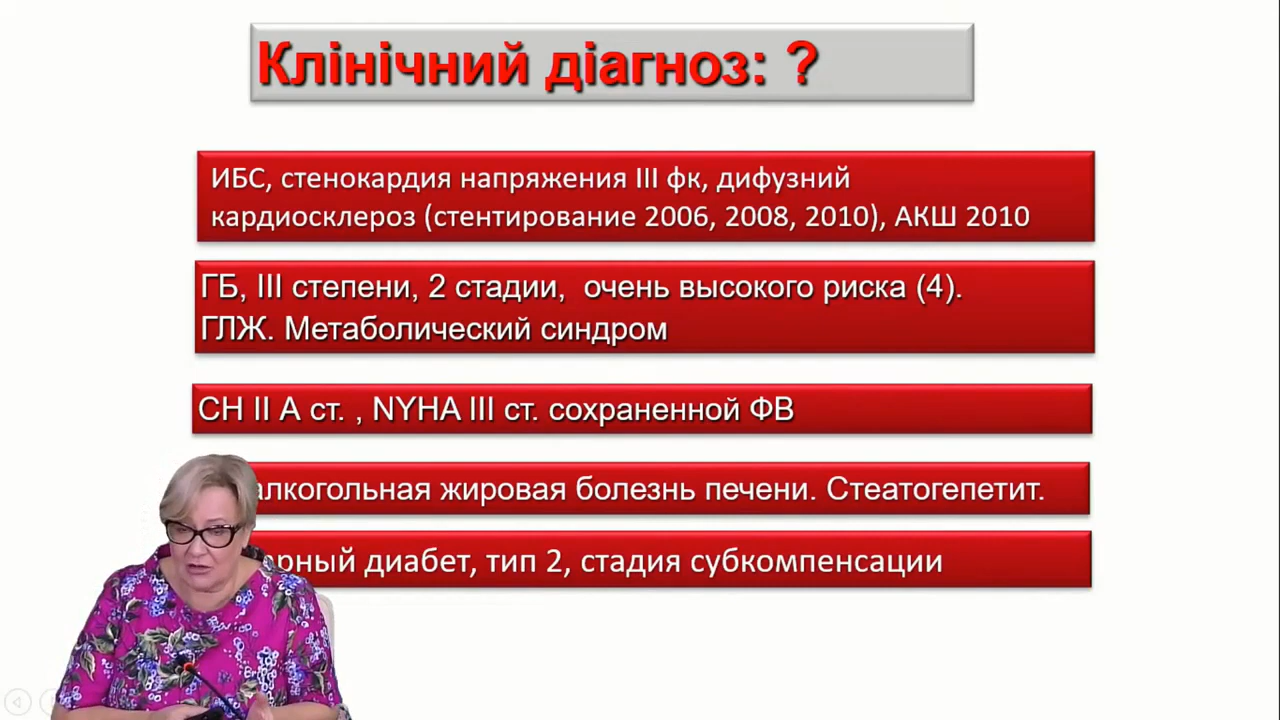 Клінічний діагноз: ?
ИБС, стенокардия напряжения III фк, дифузний
кардиосклероз (стентирование 2006, 2008, 2010), АКШ 2010
ГБ, III степени, 2 стадии, очень высокого риска (4).
ГЛЖ. Метаболический синдром
СН II А ст. , NYHA III ст. сохраненной ФВ
жировая болезнь печени. Стеатогепетит.
диабет, тип 2, стадия субкомпенсации